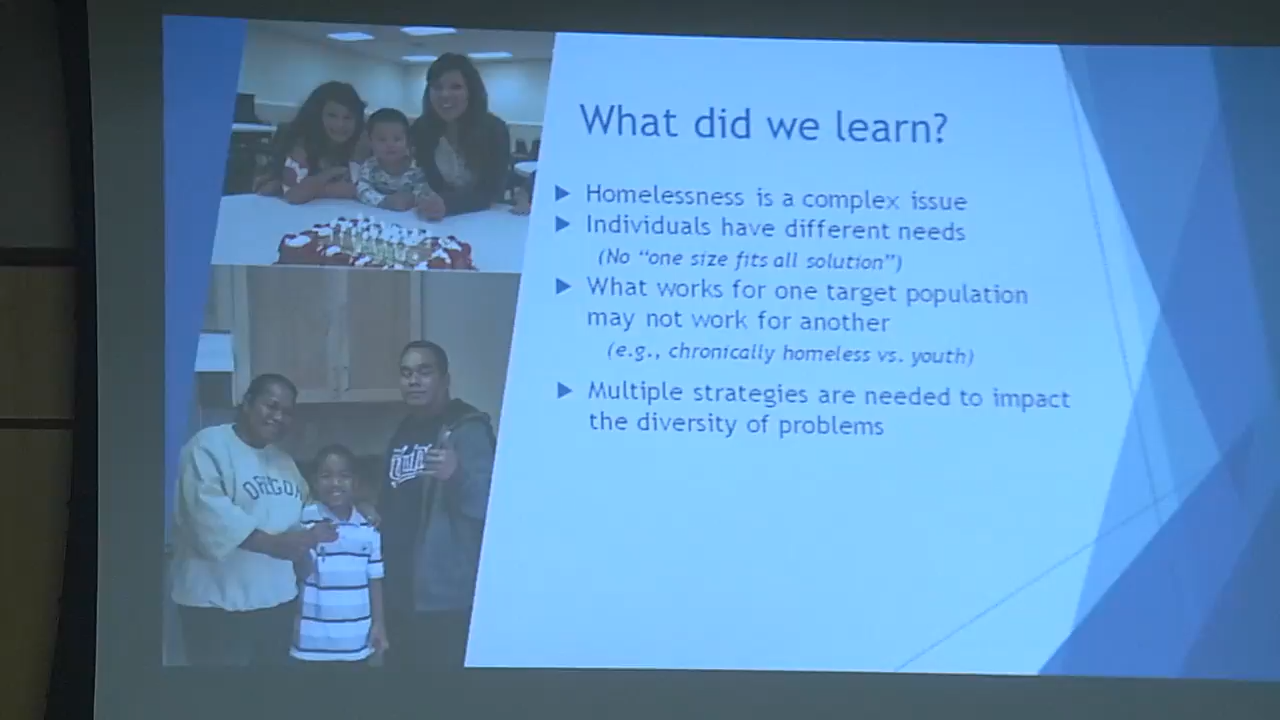 What did we learn?
Homelessness is a complex issue
Individuals have different needs
(No “one size fits all solution”)
What works for one target population
may not work for another
(e.g., chronically homeless vs. youth)
Multiple strategies are needed to impact
the diversity of problems
OREGON